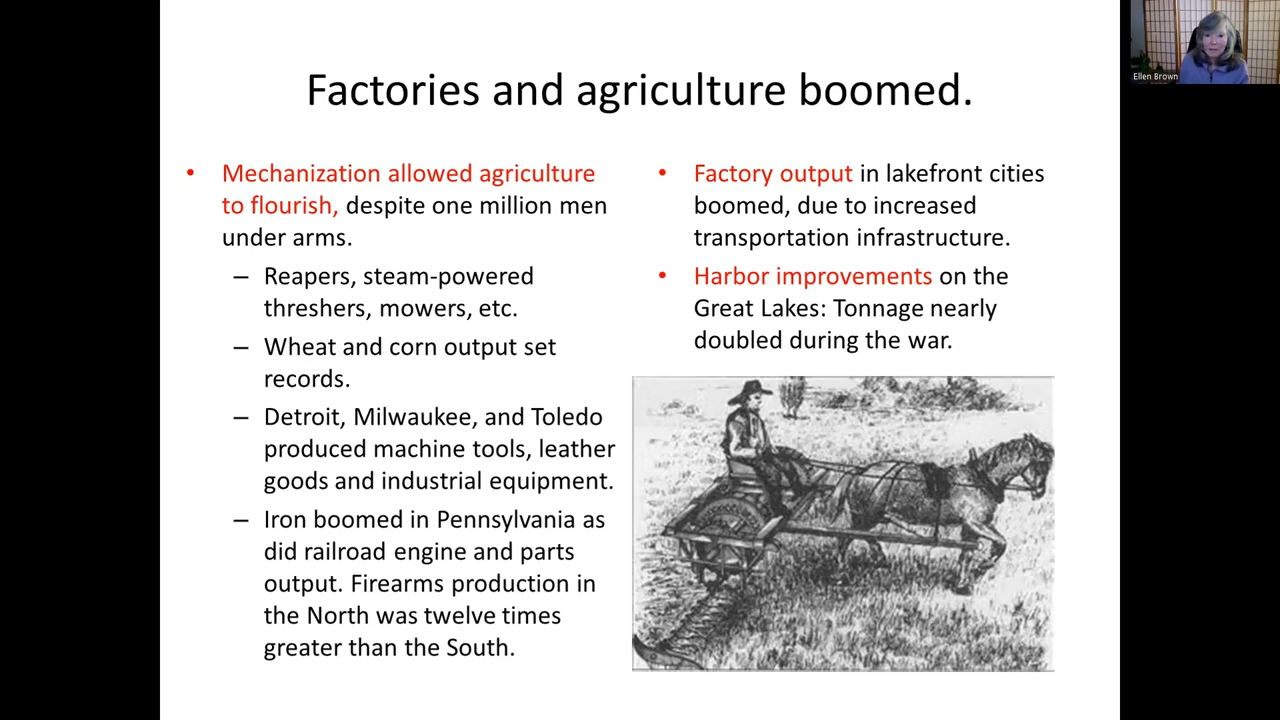 Factories and agriculture boomed.
• Mechanization allowed agriculture
to flourish, despite one million men
under arms.
– Reapers, steam-powered
threshers, mowers, etc.
– Wheat and corn output set
records.
– Detroit, Milwaukee, and Toledo
produced machine tools, leather
goods and industrial equipment.
– Iron boomed in Pennsylvania as
did railroad engine and parts
output. Firearms production in
the North was twelve times
greater than the South.
• Factory output in lakefront cities
boomed, due to increased
transportation infrastructure.
• Harbor improvements on the
Great Lakes: Tonnage nearly
doubled during the war.
Ellen Brown